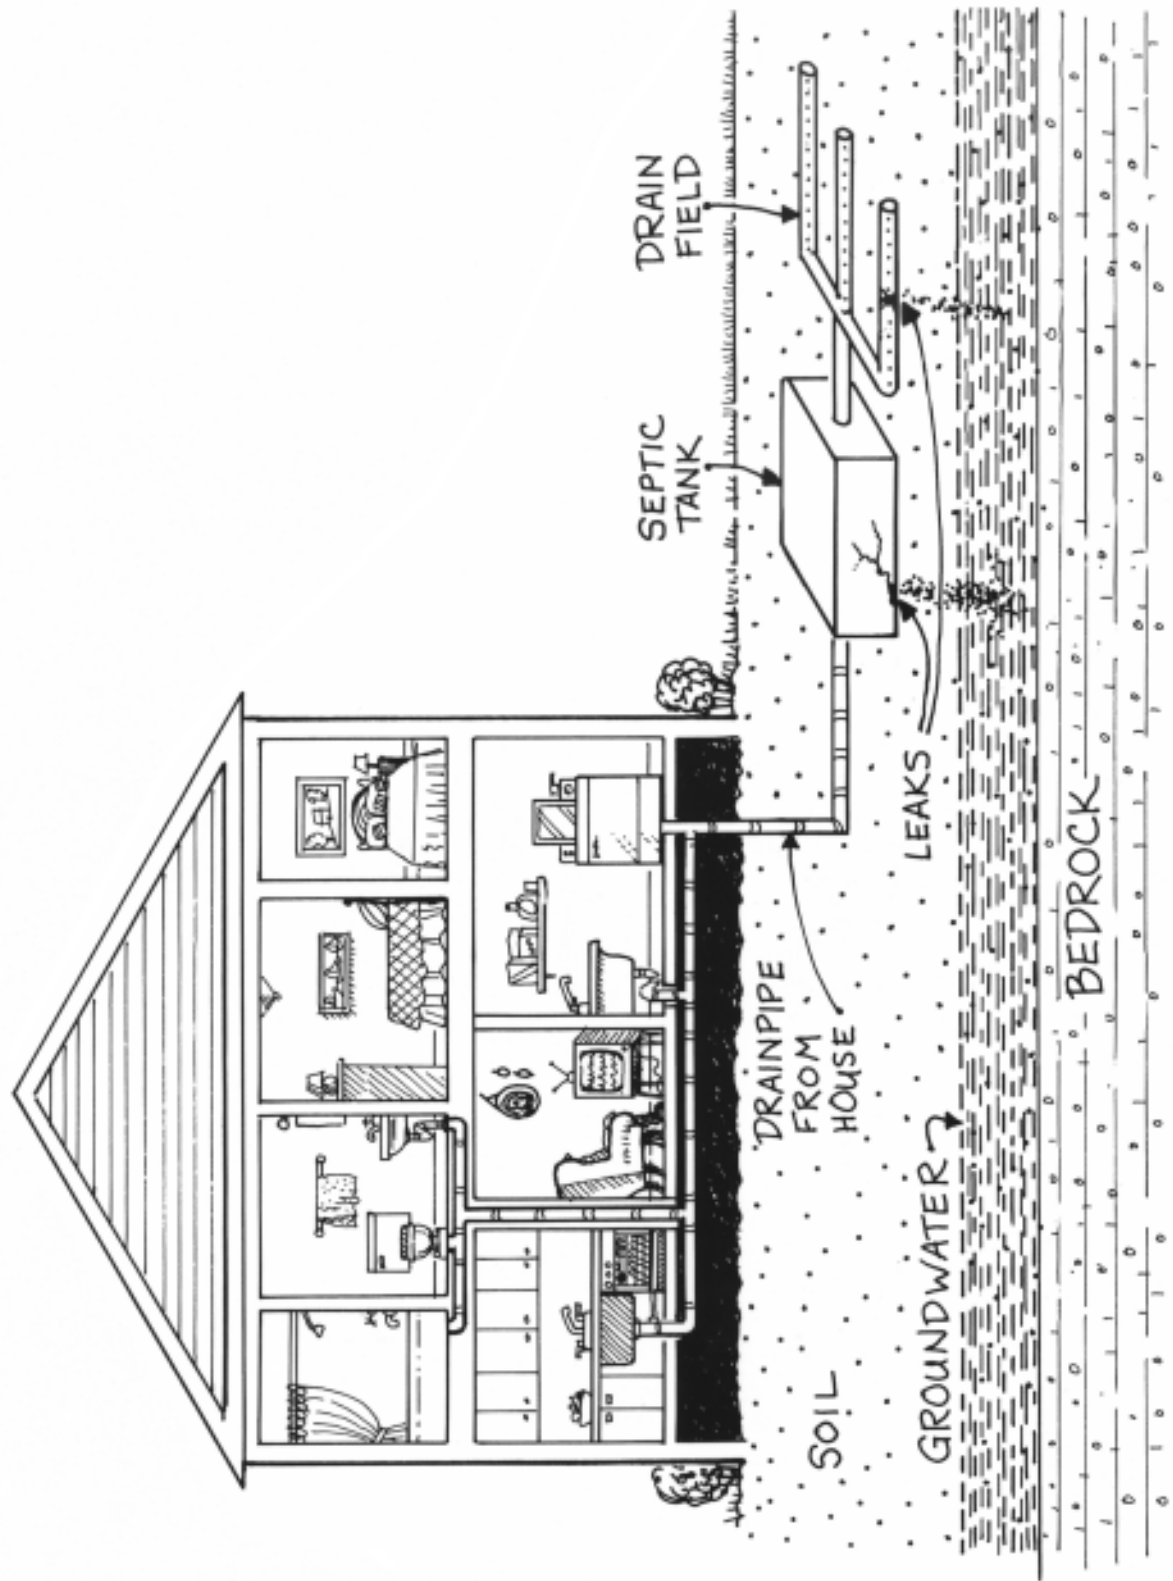 SEPTIC
TANK
DRAIN
FIELD
DRAINPIPE
FROM
HOUSE
SOIL
LEAKS
GROUNDWATER
BEDROCK